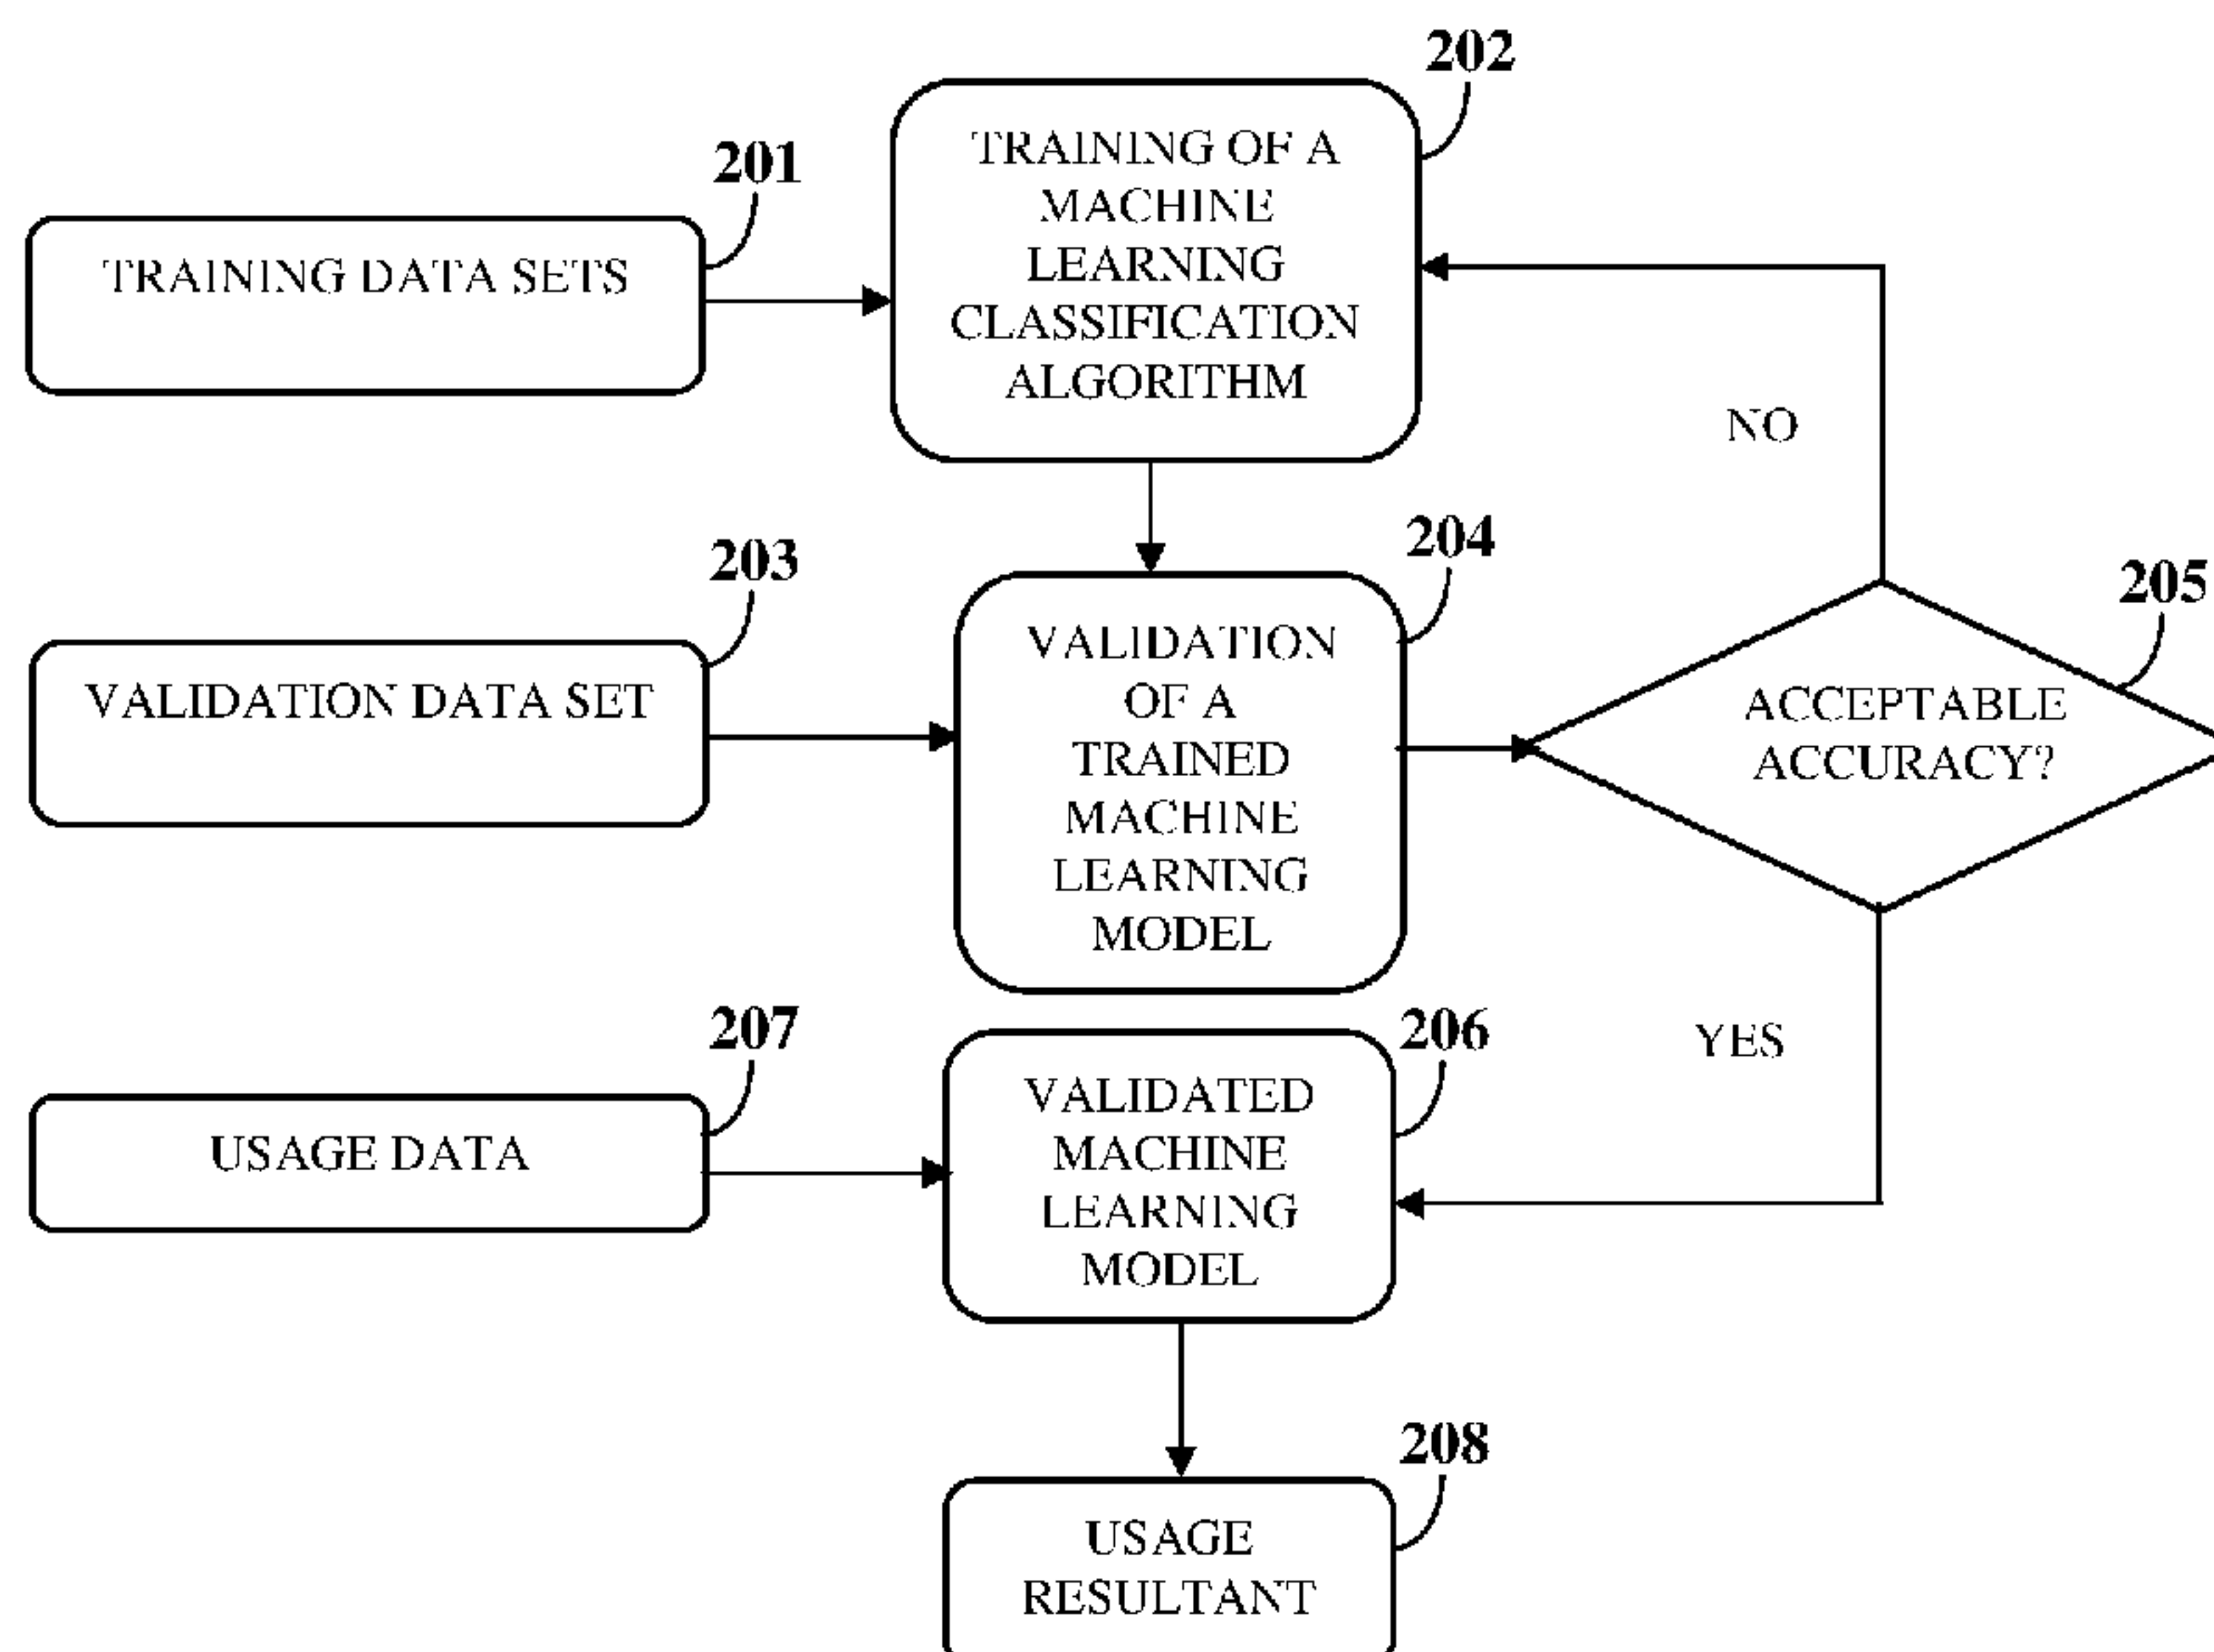 202
TRAINING OF A
MACHINE
LEARNING
CLASSIFICATION
ALGORITHM
201
TRAINING DATA SETS
NO
204
VALIDATION
OF A
TRAINED
MACHINE
LEARNING
MODEL
203
VALIDATION DATA SET
205
ACCEPTABLE
ACCURACY?
YES
207
USAGE DATA
206
VALIDATED
MACHINE
LEARNING
MODEL
208
USAGE
RESULTANT